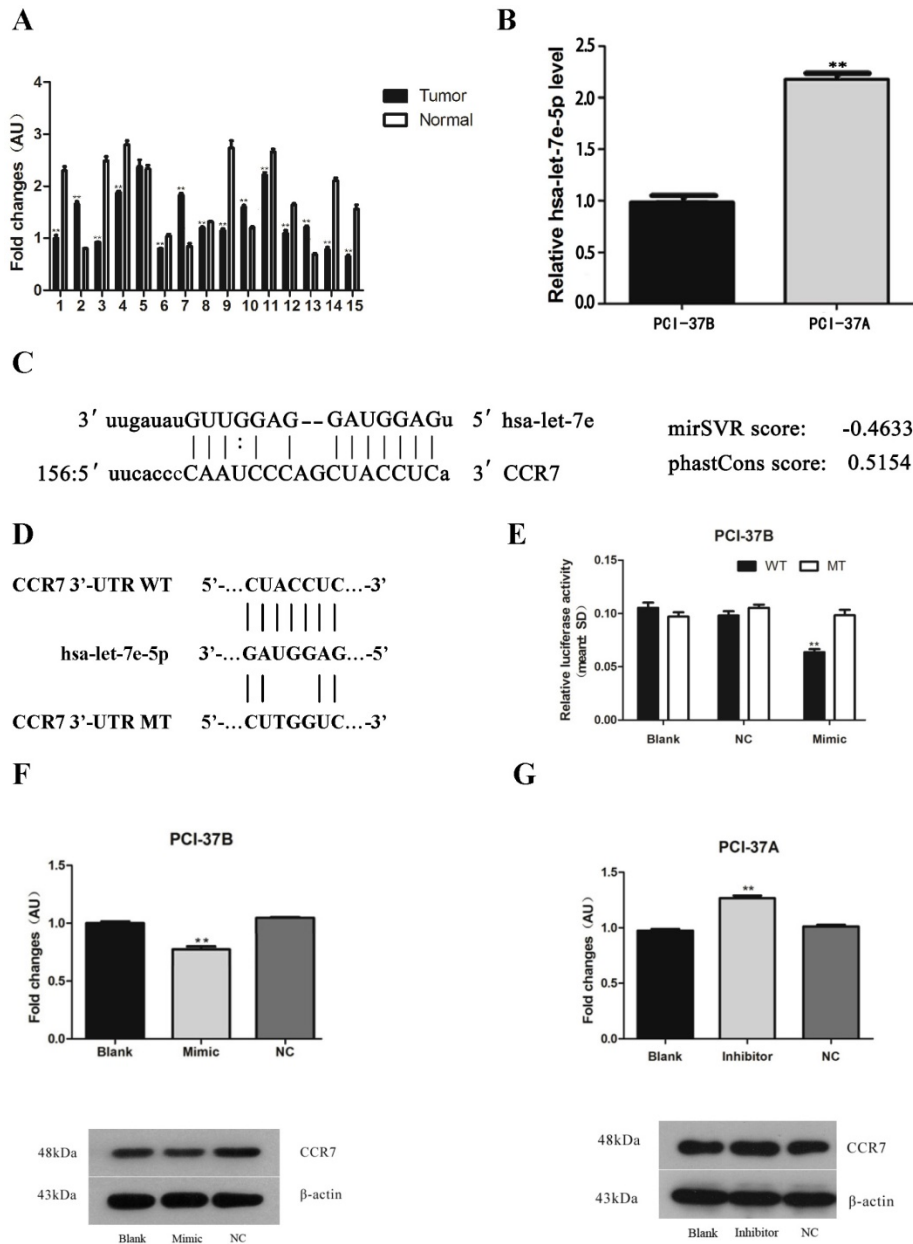 A
Fold changes (AU)
4
3
2
1
0
Tumor
Normal
**
**
**
**
**
**
**
**
**
**
**
**
**
**
1 2 3 4 5 6 7 8 9 10 11 12 13 14 15
B
Relative hsa-let-7e-5p level
2.5
2.0
1.5
1.0
0.5
0.0
**
PCI-37B PCI-37A
C
3′ uugauauGUUGGAG--GAUGGAGu 5′ hsa-let-7e
156:5′ uucacccCAAUCCCAGCUACCUCa 3′ CCR7
mirSVR score: -0.4633
phastCons score: 0.5154
D
CCR7 3’-UTR WT 5’-…CUACCUC…-3’
hsa-let-7e-5p 3’-…GAUGGAG…-5’
CCR7 3’-UTR MT 5’-…CUTGGUC…-3’
E
PCI-37B
WT MT
Relative luciferase activity
(mean± SD)
0.15
0.10
0.05
0.00
**
Blank NC Mimic
F
PCI-37B
Fold changes (AU)
1.5
1.0
0.5
0.0
**
Blank Mimic NC
48kDa CCR7
43kDa β-actin
Blank Mimic NC
G
PCI-37A
Fold changes (AU)
1.5
1.0
0.5
0.0
**
Blank Inhibitor NC
48kDa CCR7
43kDa β-actin
Blank Inhibitor NC